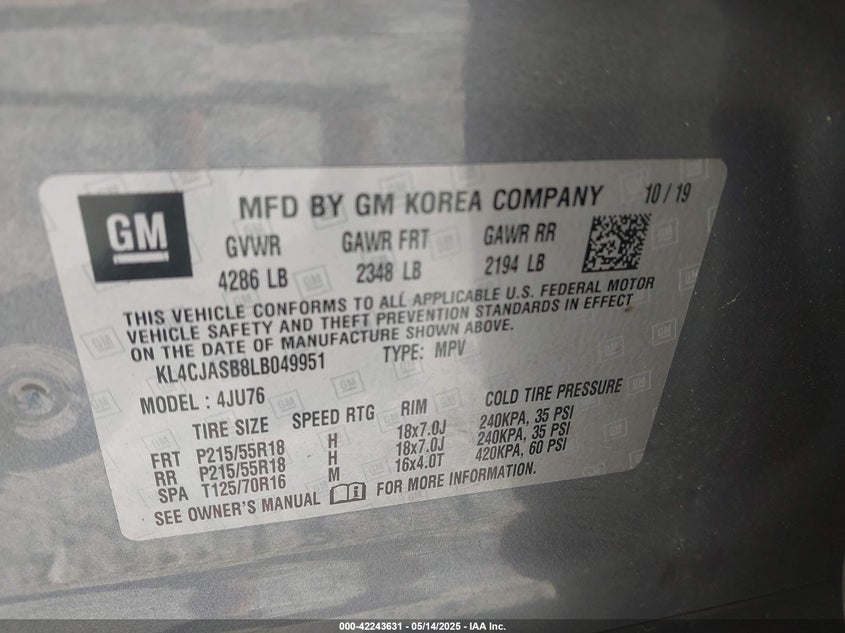 GM
MFD BY GM KOREA COMPANY 10/19
GVWR GAWR FRT GAWR RR
4286 LB 2348 LB 2194 LB
THIS VEHICLE CONFORMS TO ALL APPLICABLE U.S. FEDERAL MOTOR
VEHICLE SAFETY AND THEFT PREVENTION STANDARDS IN EFFECT
ON THE DATE OF MANUFACTURE SHOWN ABOVE.
KL4CJASB8LB049951 TYPE: MPV
MODEL: 4JU76
TIRE SIZE SPEED RTG RIM COLD TIRE PRESSURE
FRT P215/55R18 H 18x7.0J 240KPA, 35 PSI
RR P215/55R18 H 18x7.0J 240KPA, 35 PSI
SPA T125/70R16 M 16x4.0T 420KPA, 60 PSI
SEE OWNER'S MANUAL FOR MORE INFORMATION.
000-42243631 - 05/14/2025 - IAA Inc.